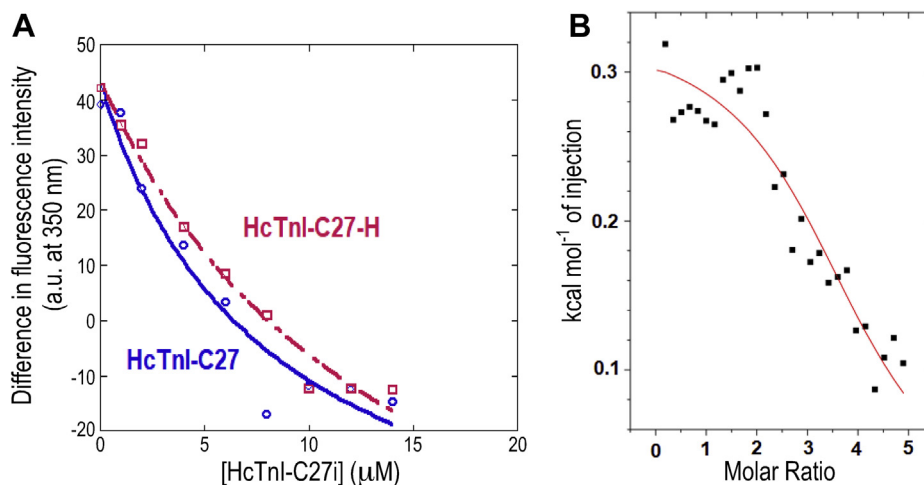 A
Difference in fluorescence intensity
(a.u. at 350 nm)
50
40
30
20
10
0
-10
-20
HcTnI-C27-H
HcTnI-C27
0 5 10 15 20
[HcTnI-C27i] (μM)
B
kcal mol⁻¹ of injection
0.3
0.2
0.1
0 1 2 3 4 5
Molar Ratio